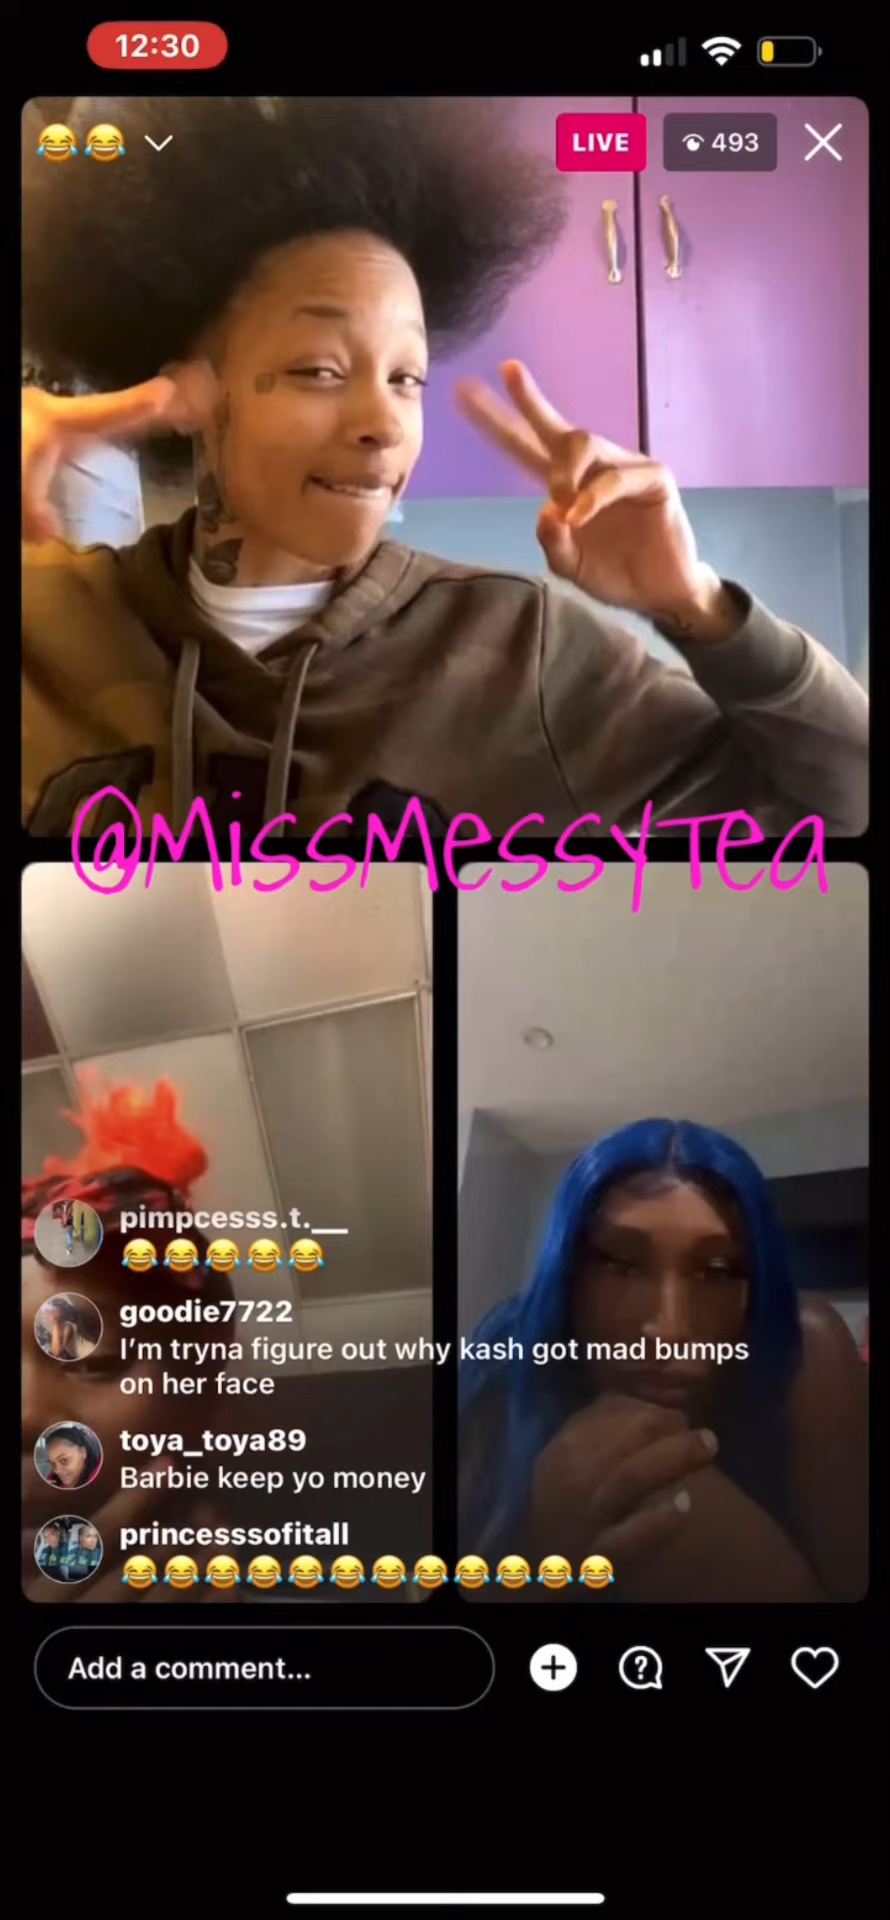 12:30
😂😂
LIVE
493
@MissMessyTea
pimpcesss.t.__
😂😂😂😂😂
goodie7722
I'm tryna figure out why kash got mad bumps
on her face
toya_toya89
Barbie keep yo money
princesssofitall
😂😂😂😂😂😂😂😂😂😂😂😂
Add a comment...